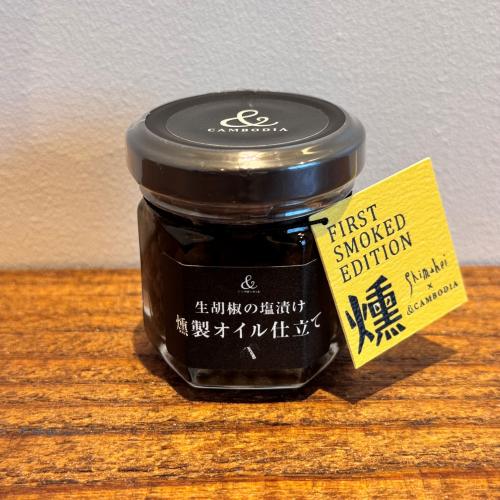 &
CAMBODIA
&
生胡椒の塩漬け
燻製オイル仕立て
FIRST
SMOKED
EDITION
燻
shimahei
×
&CAMBODIA